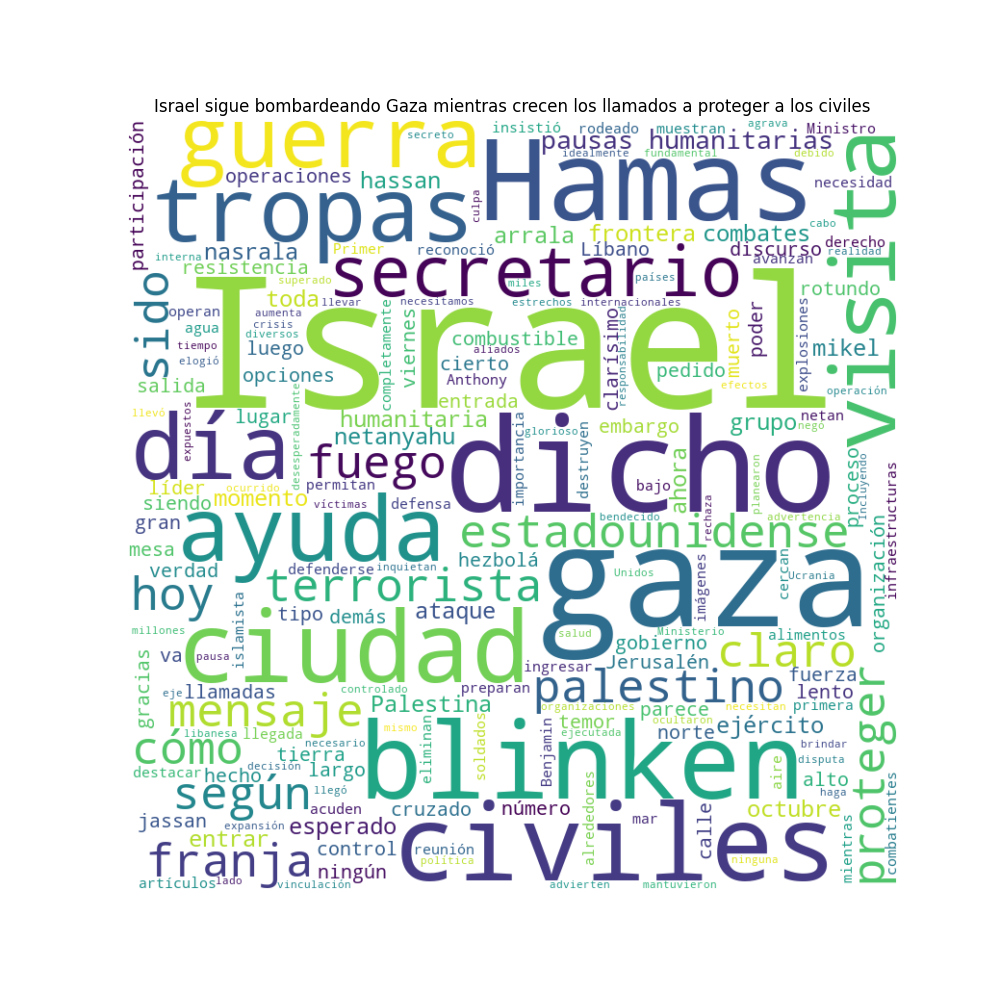 Israel sigue bombardeando Gaza mientras crecen los llamados a proteger a los civiles
guerra
secreto
insistió
rodeado
muestran
agrava
Ministro
pausas humanitarias
idealmente
fundamental
debido
participación
operaciones
hassan
culpa
Hamas
necesidad
visita
tropas
cabo
interna
nasrala
Primer
reconoció
arrala
frontera
combates
Líbano
discurso
derecho
avanzan
realidad
resistencia
superado
secretario
países
miles
sido
operan
toda
llevar
necesitamos
estrechos
internacionales
rotundo
agua
aumenta
crisis
diversos
Israel
tiempo
elogió
luego
completamente
viernes
combustible
aliados
clarísimo
responsabilidad
muerto
poder
explosiones
mikel
salida
opciones
cierto
Anthony
pedido
efectos
operación
entrada
llevó
expuestos
lugar
desesperadamente
humanitaria
netanyahu
día
fuego
dicho
importancia
glorioso
destruyen
embargo
grupo
netan
negó
ahora
bajo
planearon
proceso
Incluyendo
líder
ocurrido
momento
permitan
siendo
víctimas
defensa
gran
ayuda
estadounidense
bendecido
rechaza
advertencia
infraestructuras
organización
mesa
verdad
defenderse
inquietan
hezbolá
gaza
Unidos
imágenes
cercan
Ucrania
hoy
terrorista
tipo
demás
ataque
millones
islamista
ciudad
salud
Ministerio
alimentos
gobierno
claro
va
pausa
ingresar
Jerusalén
gracias
eje
llamadas
controlado
preparan
palestino
fuerza
lento
mensaje
Palestina
organizaciones
parece
necesitan
primera
proteger
libanesa
llegada
mismo
temor
ocultaron
ejecutada
norte
ejército
cómo
necesario
tierra
eliminan
soldados
blinken
brindar
disputa
destacar
hecho
decisión
largo
Benjamin
aire
alto
haga
según
llegó
alrededores
combatientes
jassan
expansión
acuden
cruzado
número
mar
octubre
esperado
civiles
calle
entrar
control
reunión
política
ninguna
mientras
franja
ningún
artículos
lado
vinculación
advierten
mantuvieron